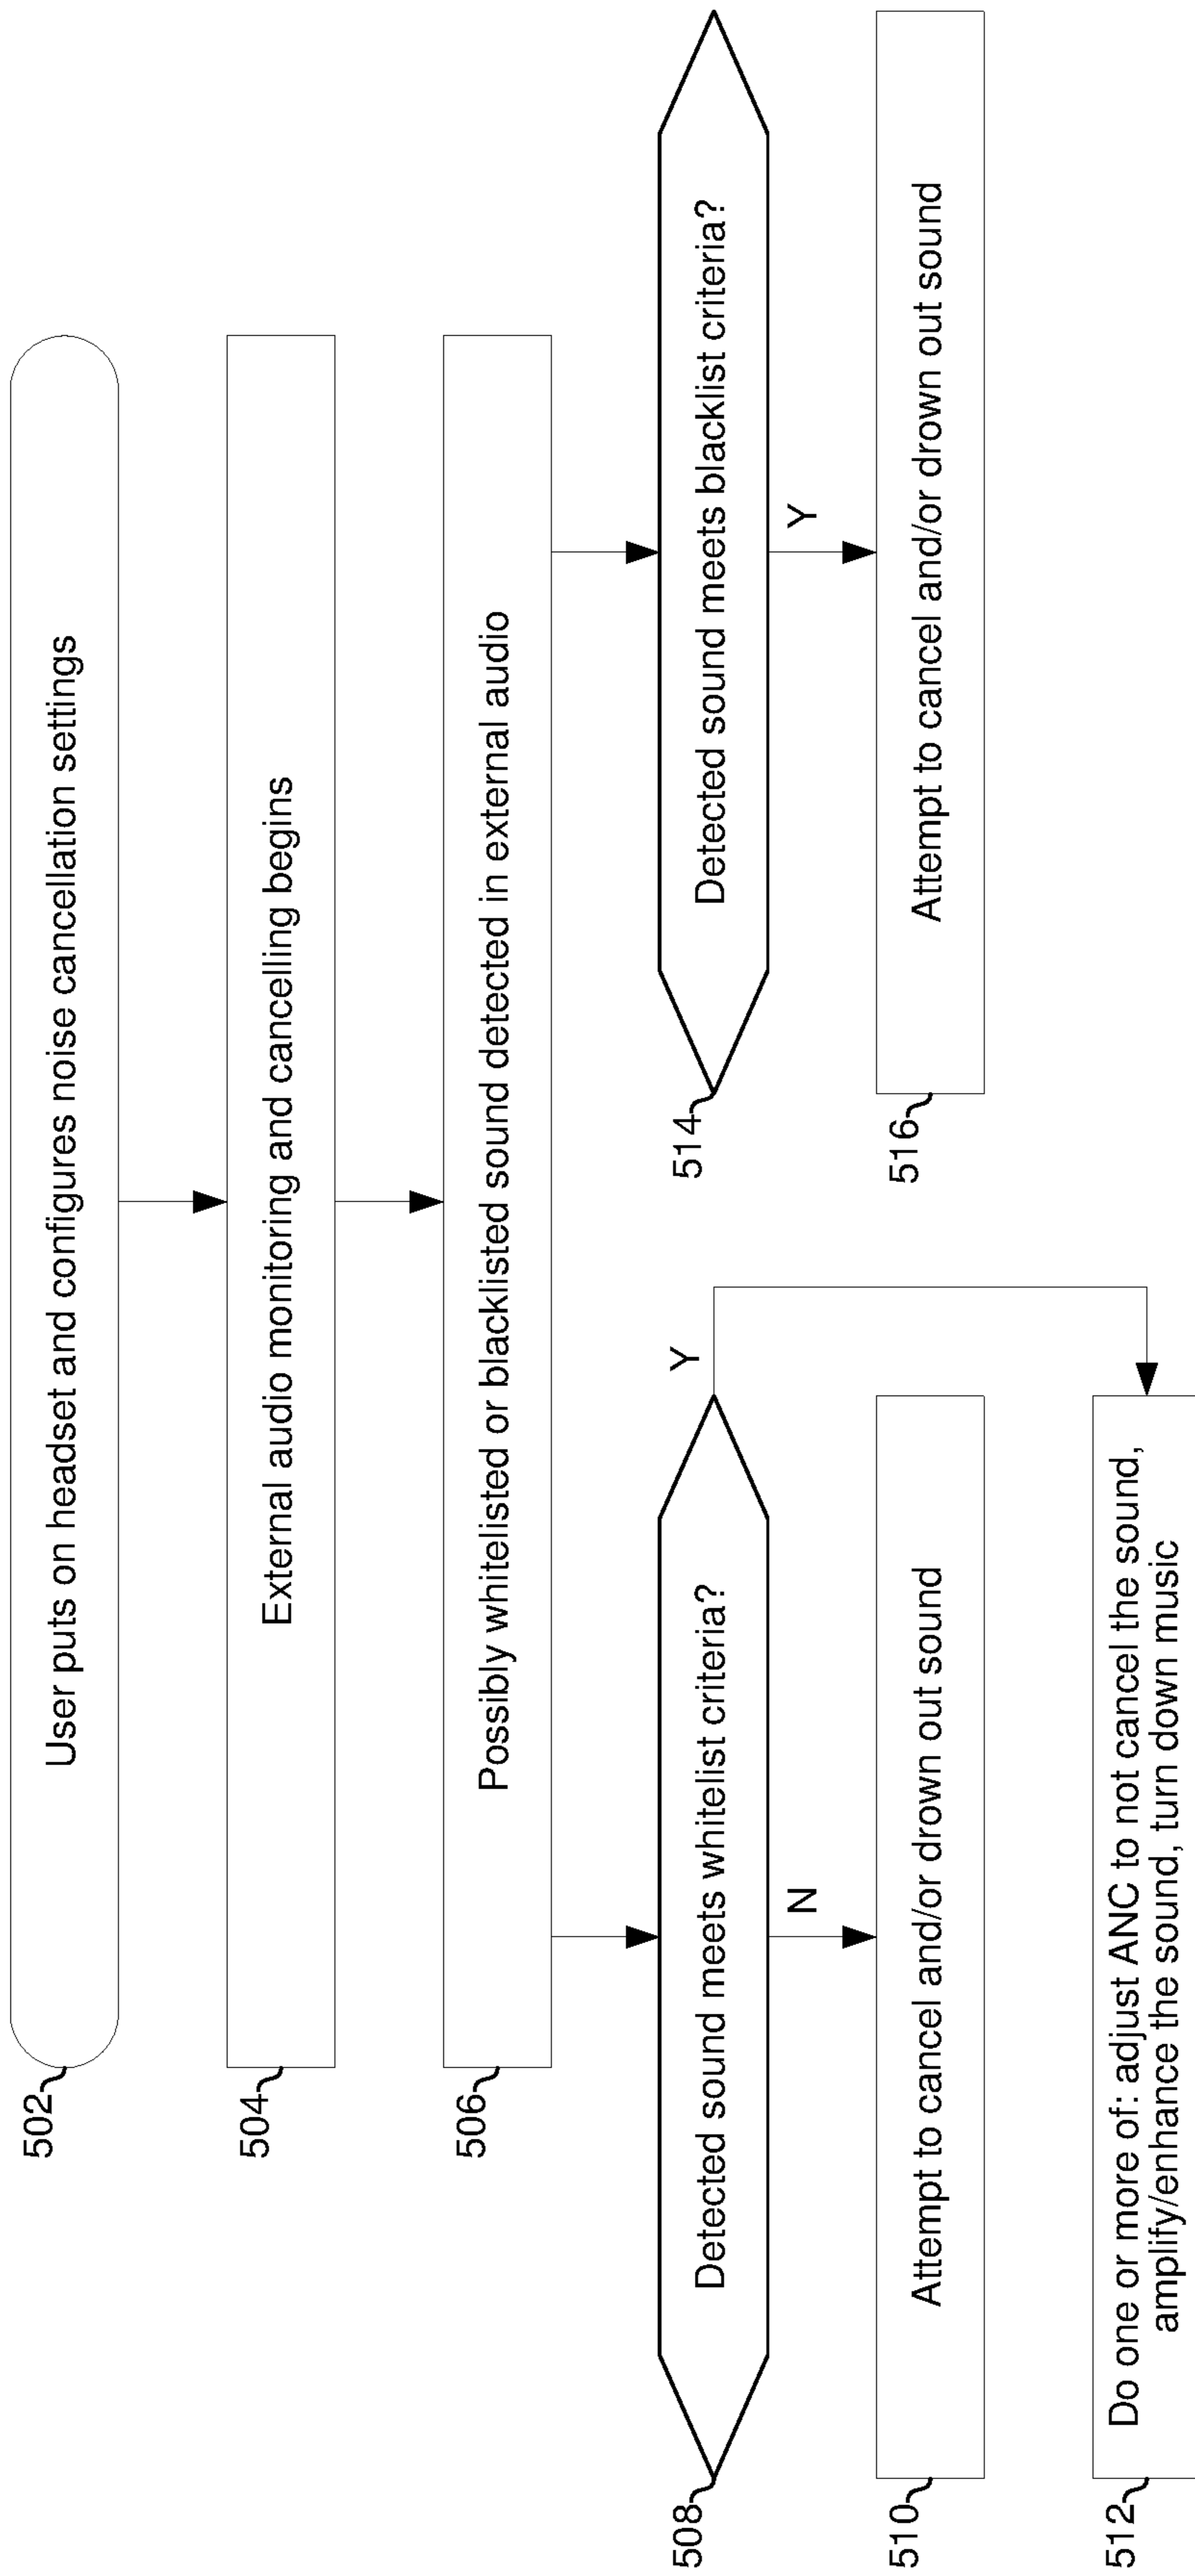 502
User puts on headset and configures noise cancellation settings
504
External audio monitoring and cancelling begins
506
Possibly whitelisted or blacklisted sound detected in external audio
508
Detected sound meets whitelist criteria?
Y
N
510
Attempt to cancel and/or drown out sound
512
Do one or more of: adjust ANC to not cancel the sound,
amplify/enhance the sound, turn down music
514
Detected sound meets blacklist criteria?
Y
516
Attempt to cancel and/or drown out sound